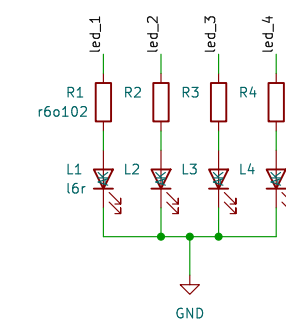 led_1
led_2
led_3
led_4
R1
R2
R3
R4
r6o102
L1
L2
L3
L4
l6r
GND